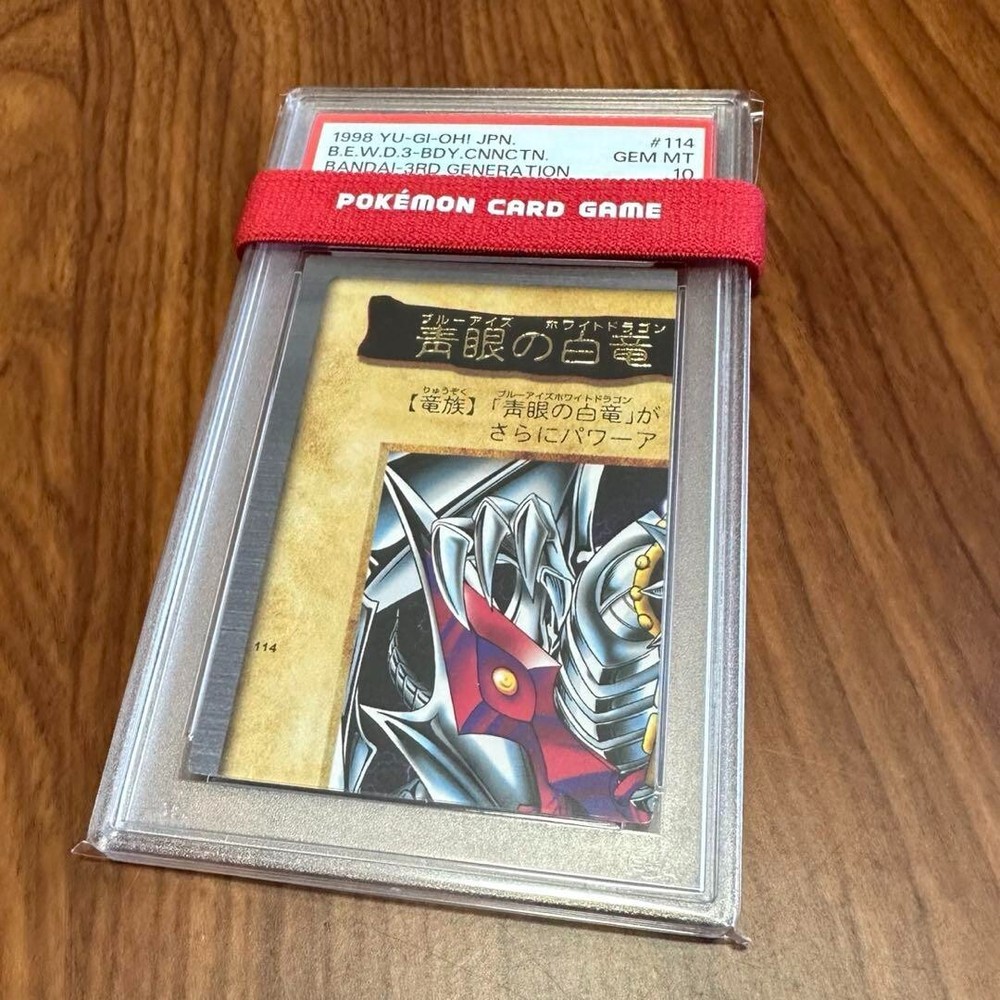 1998 YU-GI-OH! JPN. #114
B.E.W.D.3-BDY.CNNCTN. GEM MT
BANDAI-3RD GENERATION 10
POKÉMON CARD GAME
ブルーアイズ ホワイトドラゴン
青眼の白竜
りゅうぞく ブルーアイズホワイトドラゴン
【竜族】「青眼の白竜」が
さらにパワーア
114